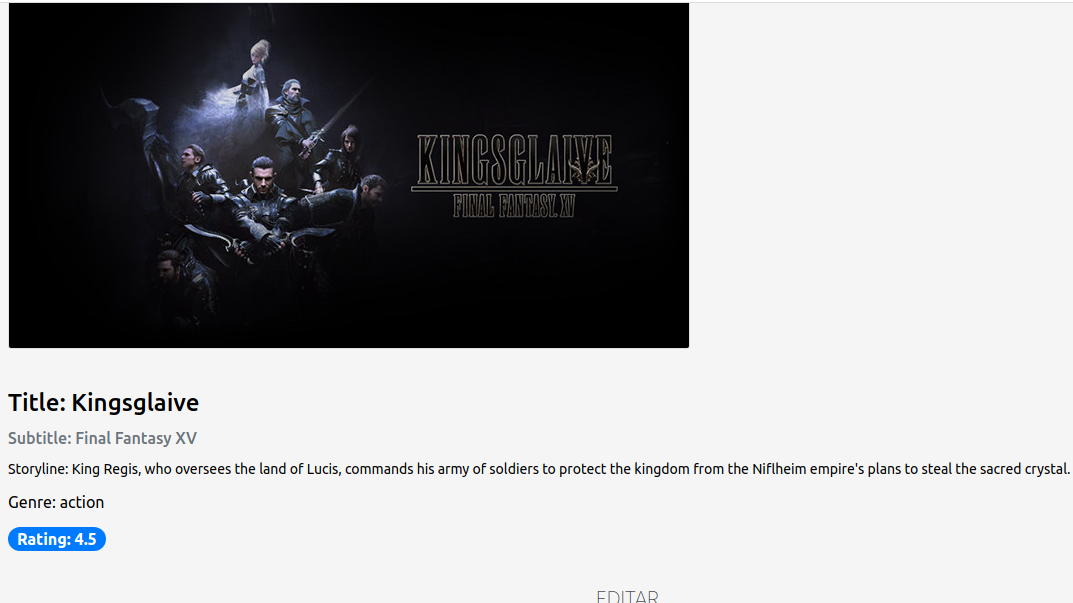 KINGSGLAIVE
FINAL FANTASY XV
Title: Kingsglaive
Subtitle: Final Fantasy XV
Storyline: King Regis, who oversees the land of Lucis, commands his army of soldiers to protect the kingdom from the Niflheim empire's plans to steal the sacred crystal.
Genre: action
Rating: 4.5
EDITAR